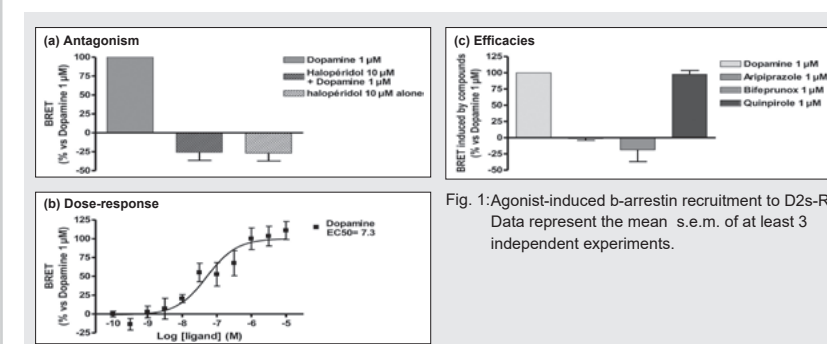 (a) Antagonism
BRET
(% vs Dopamine 1 µM)
100
75
50
25
0
-25
-50
Dopamine 1 µM
Halopéridol 10 µM
+ Dopamine 1 µM
halopéridol 10 µM alone
(b) Dose-response
BRET
(% vs Dopamine 1 µM)
125
100
75
50
25
0
-25
-10 -9 -8 -7 -6 -5
Log [ligand] (M)
Dopamine
EC50= 7.3
(c) Efficacies
BRET induced by compounds
(% vs Dopamine 1 µM)
125
100
75
50
25
0
-25
-50
Dopamine 1 µM
Aripiprazole 1 µM
Bifeprunox 1 µM
Quinpirole 1 µM
Fig. 1:Agonist-induced b-arrestin recruitment to D2s-R
Data represent the mean s.e.m. of at least 3
independent experiments.